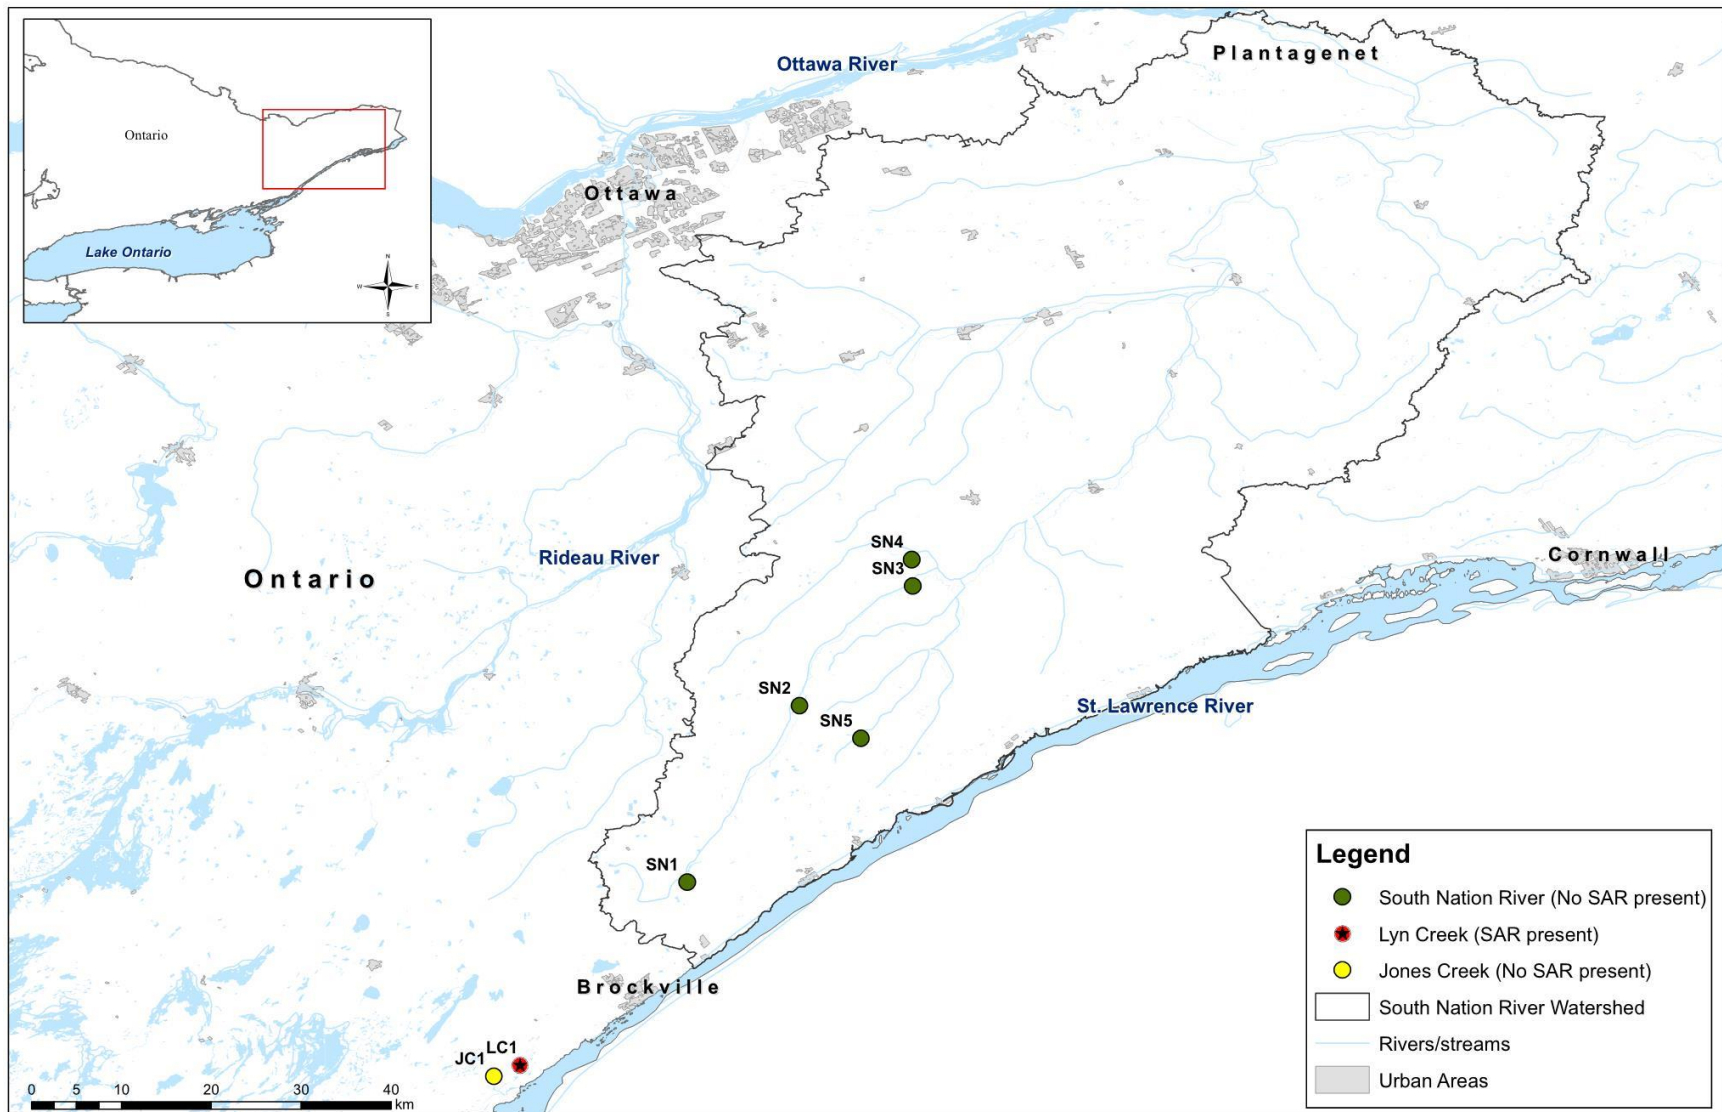 Ottawa River
Plantagenet
Ontario
Ottawa
Lake Ontario
N
W
E
S
SN4
SN3
Rideau River
Ontario
Cornwall
SN2
SN5
St. Lawrence River
SN1
Brockville
LC1
JC1
0 5 10 20 30 40
km
Legend
South Nation River (No SAR present)
Lyn Creek (SAR present)
Jones Creek (No SAR present)
South Nation River Watershed
Rivers/streams
Urban Areas